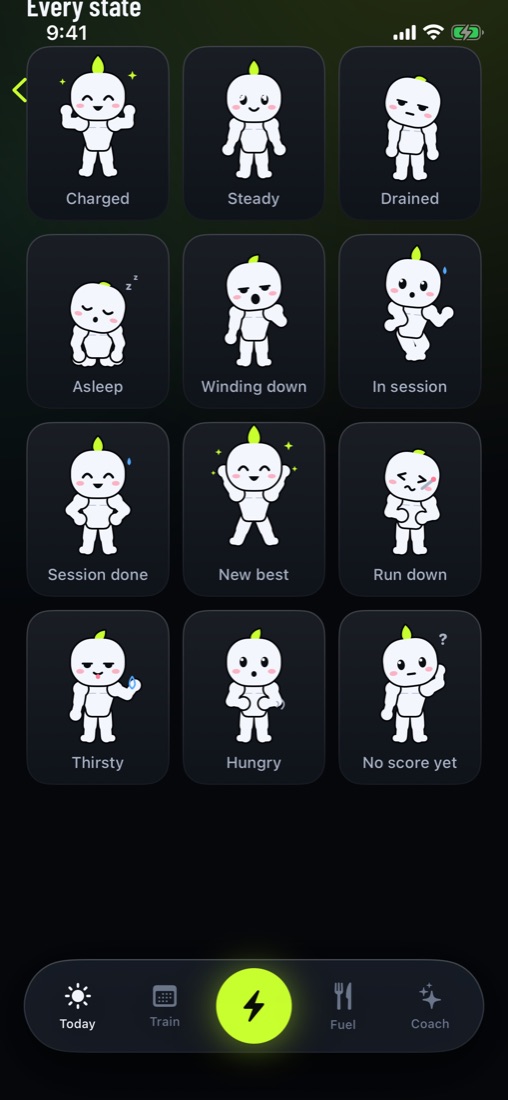 Every state
9:41
Charged
Steady
Drained
z z
Asleep
Winding down
In session
Session done
New best
Run down
?
Thirsty
Hungry
No score yet
Today
Train
Fuel
Coach